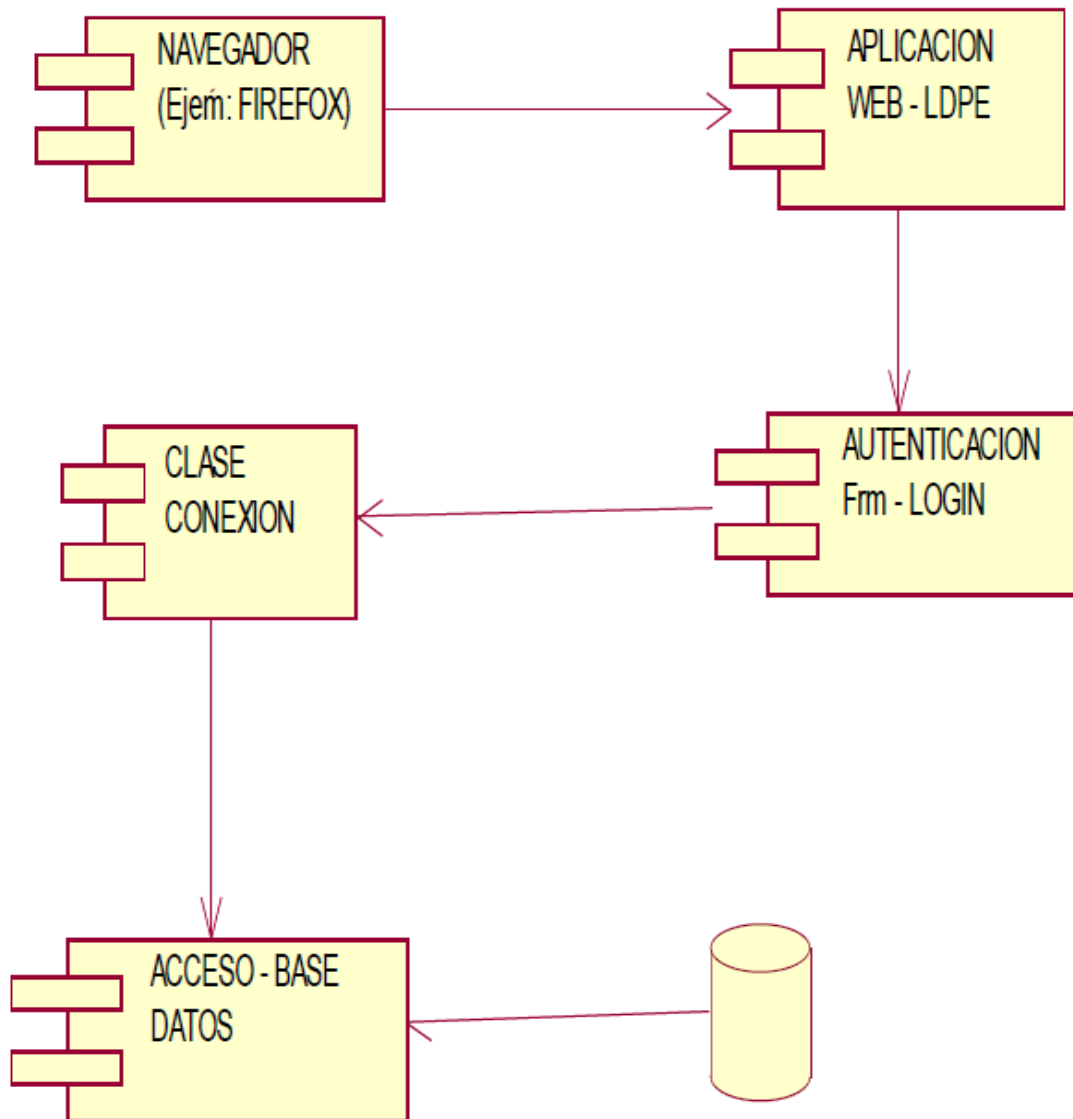 NAVEGADOR
(Ejem: FIREFOX)
APLICACION
WEB - LDPE
CLASE
CONEXION
AUTENTICACION
Frm - LOGIN
ACCESO - BASE
DATOS